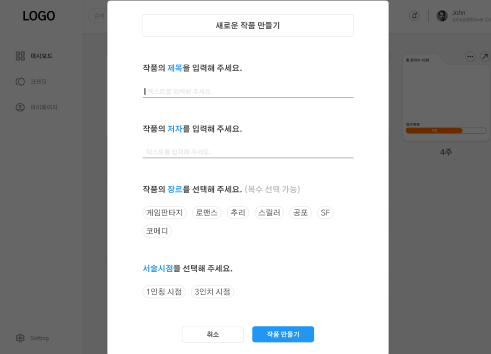 LOGO
검색
John
새로운 작품 만들기
대시보드
작품의 제목을 입력해 주세요.
텍스트를 입력해 주세요.
마이페이지
작품의 저자를 입력해 주세요.
텍스트를 입력해 주세요.
4주
작품의 장르를 선택해 주세요. (복수 선택 가능)
게임판타지 로맨스 추리 스릴러 공포 SF
코메디
서술시점을 선택해 주세요.
1인칭 시점 3인치 시점
Setting
취소 작품 만들기